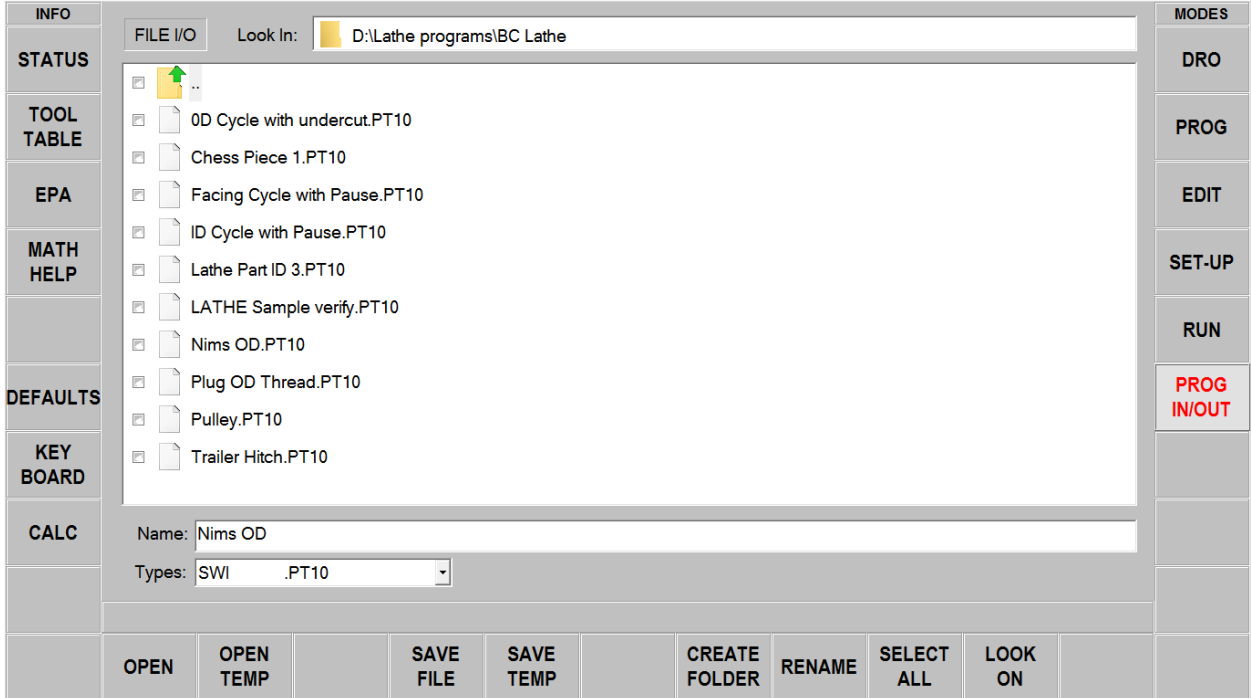 INFO
STATUS
TOOL
TABLE
EPA
MATH
HELP
DEFAULTS
KEY
BOARD
CALC
FILE I/O Look In: D:\Lathe programs\BC Lathe
..
0D Cycle with undercut.PT10
Chess Piece 1.PT10
Facing Cycle with Pause.PT10
ID Cycle with Pause.PT10
Lathe Part ID 3.PT10
LATHE Sample verify.PT10
Nims OD.PT10
Plug OD Thread.PT10
Pulley.PT10
Trailer Hitch.PT10
Name: Nims OD
Types: SWI .PT10
MODES
DRO
PROG
EDIT
SET-UP
RUN
PROG
IN/OUT
OPEN
OPEN
TEMP
SAVE
FILE
SAVE
TEMP
CREATE
FOLDER
RENAME
SELECT
ALL
LOOK
ON